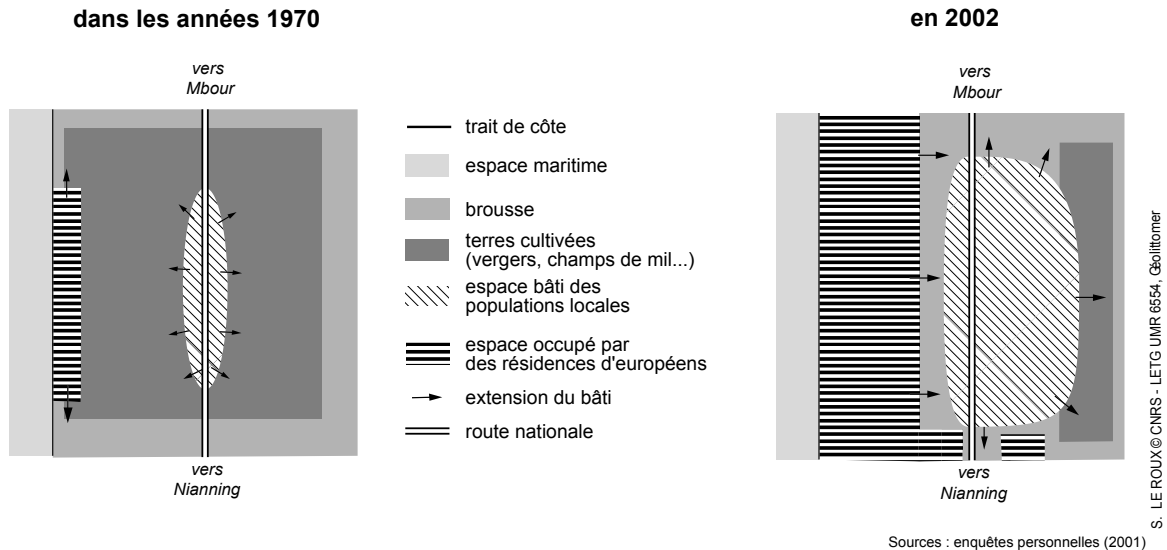 dans les années 1970
en 2002
vers
Mbour
vers
Nianning
trait de côte
espace maritime
brousse
terres cultivées
(vergers, champs de mil...)
espace bâti des
populations locales
espace occupé par
des résidences d'européens
extension du bâti
route nationale
vers
Mbour
vers
Nianning
S. LE ROUX © CNRS - LETG UMR 6554, Géolittomer
Sources : enquêtes personnelles (2001)